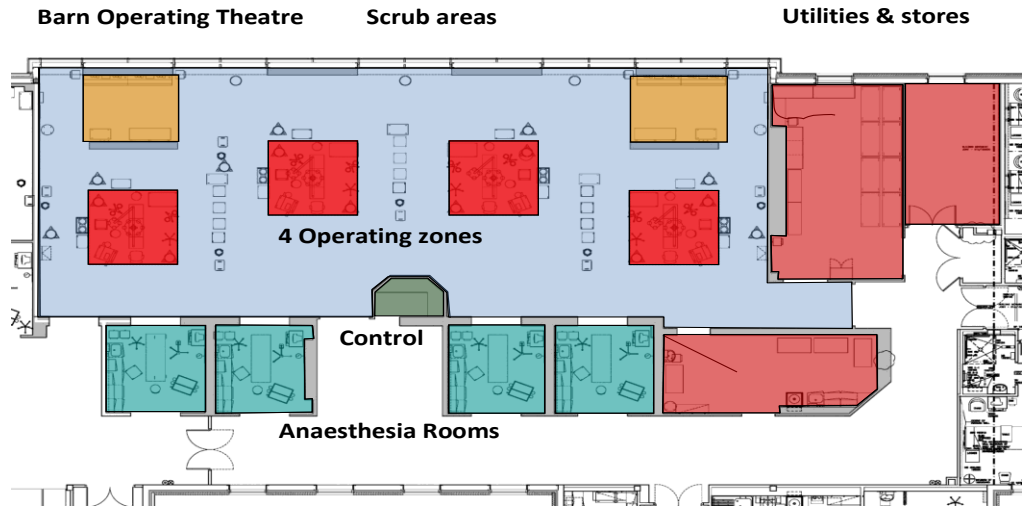 Barn Operating Theatre
Scrub areas
Utilities & stores
4 Operating zones
Control
Anaesthesia Rooms